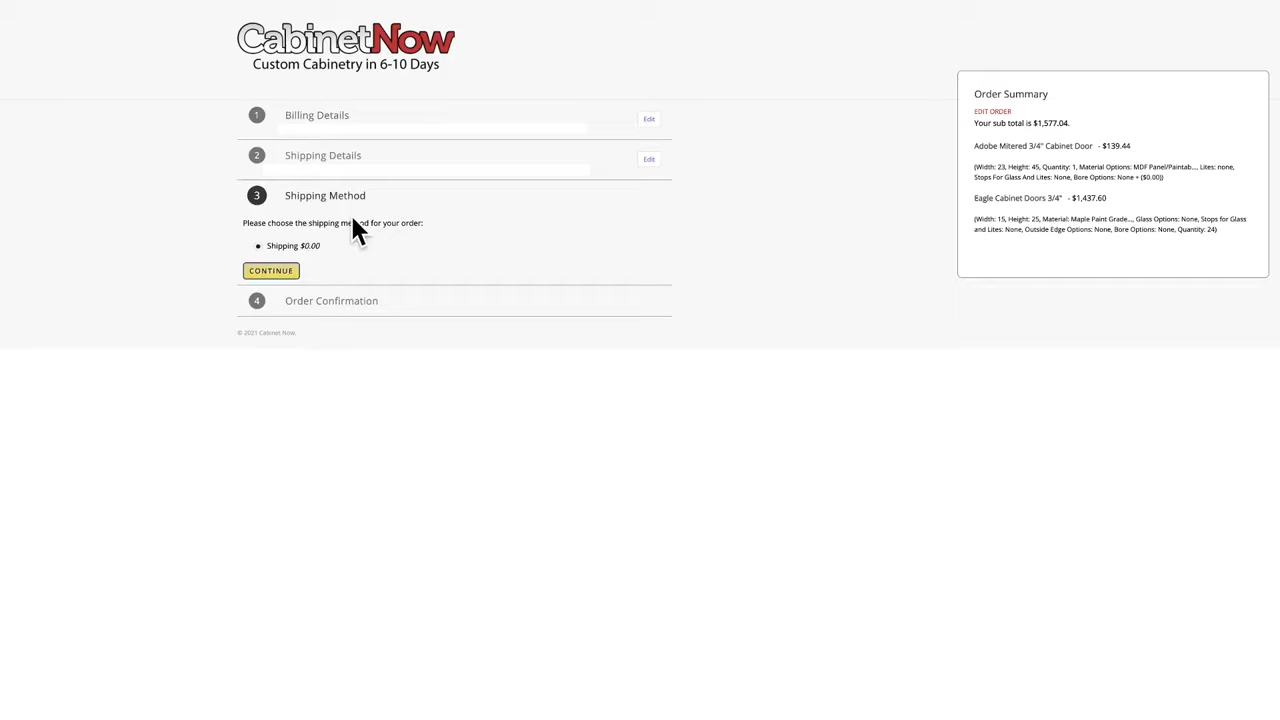 CabinetNow
Custom Cabinetry in 6-10 Days
1 Billing Details Edit
2 Shipping Details Edit
3 Shipping Method
Please choose the shipping method for your order:
Shipping $0.00
CONTINUE
4 Order Confirmation
© 2021 Cabinet Now.
Order Summary
EDIT ORDER
Your sub total is $1,577.04.
Adobe Mitered 3/4" Cabinet Door - $139.44
(Width: 23, Height: 45, Quantity: 1, Material Options: MDF Panel/Paintab..., Lites: none,
Stops For Glass And Lites: None, Bore Options: None + ($0.00))
Eagle Cabinet Doors 3/4" - $1,437.60
(Width: 15, Height: 25, Material: Maple Paint Grade..., Glass Options: None, Stops for Glass
and Lites: None, Outside Edge Options: None, Bore Options: None, Quantity: 24)